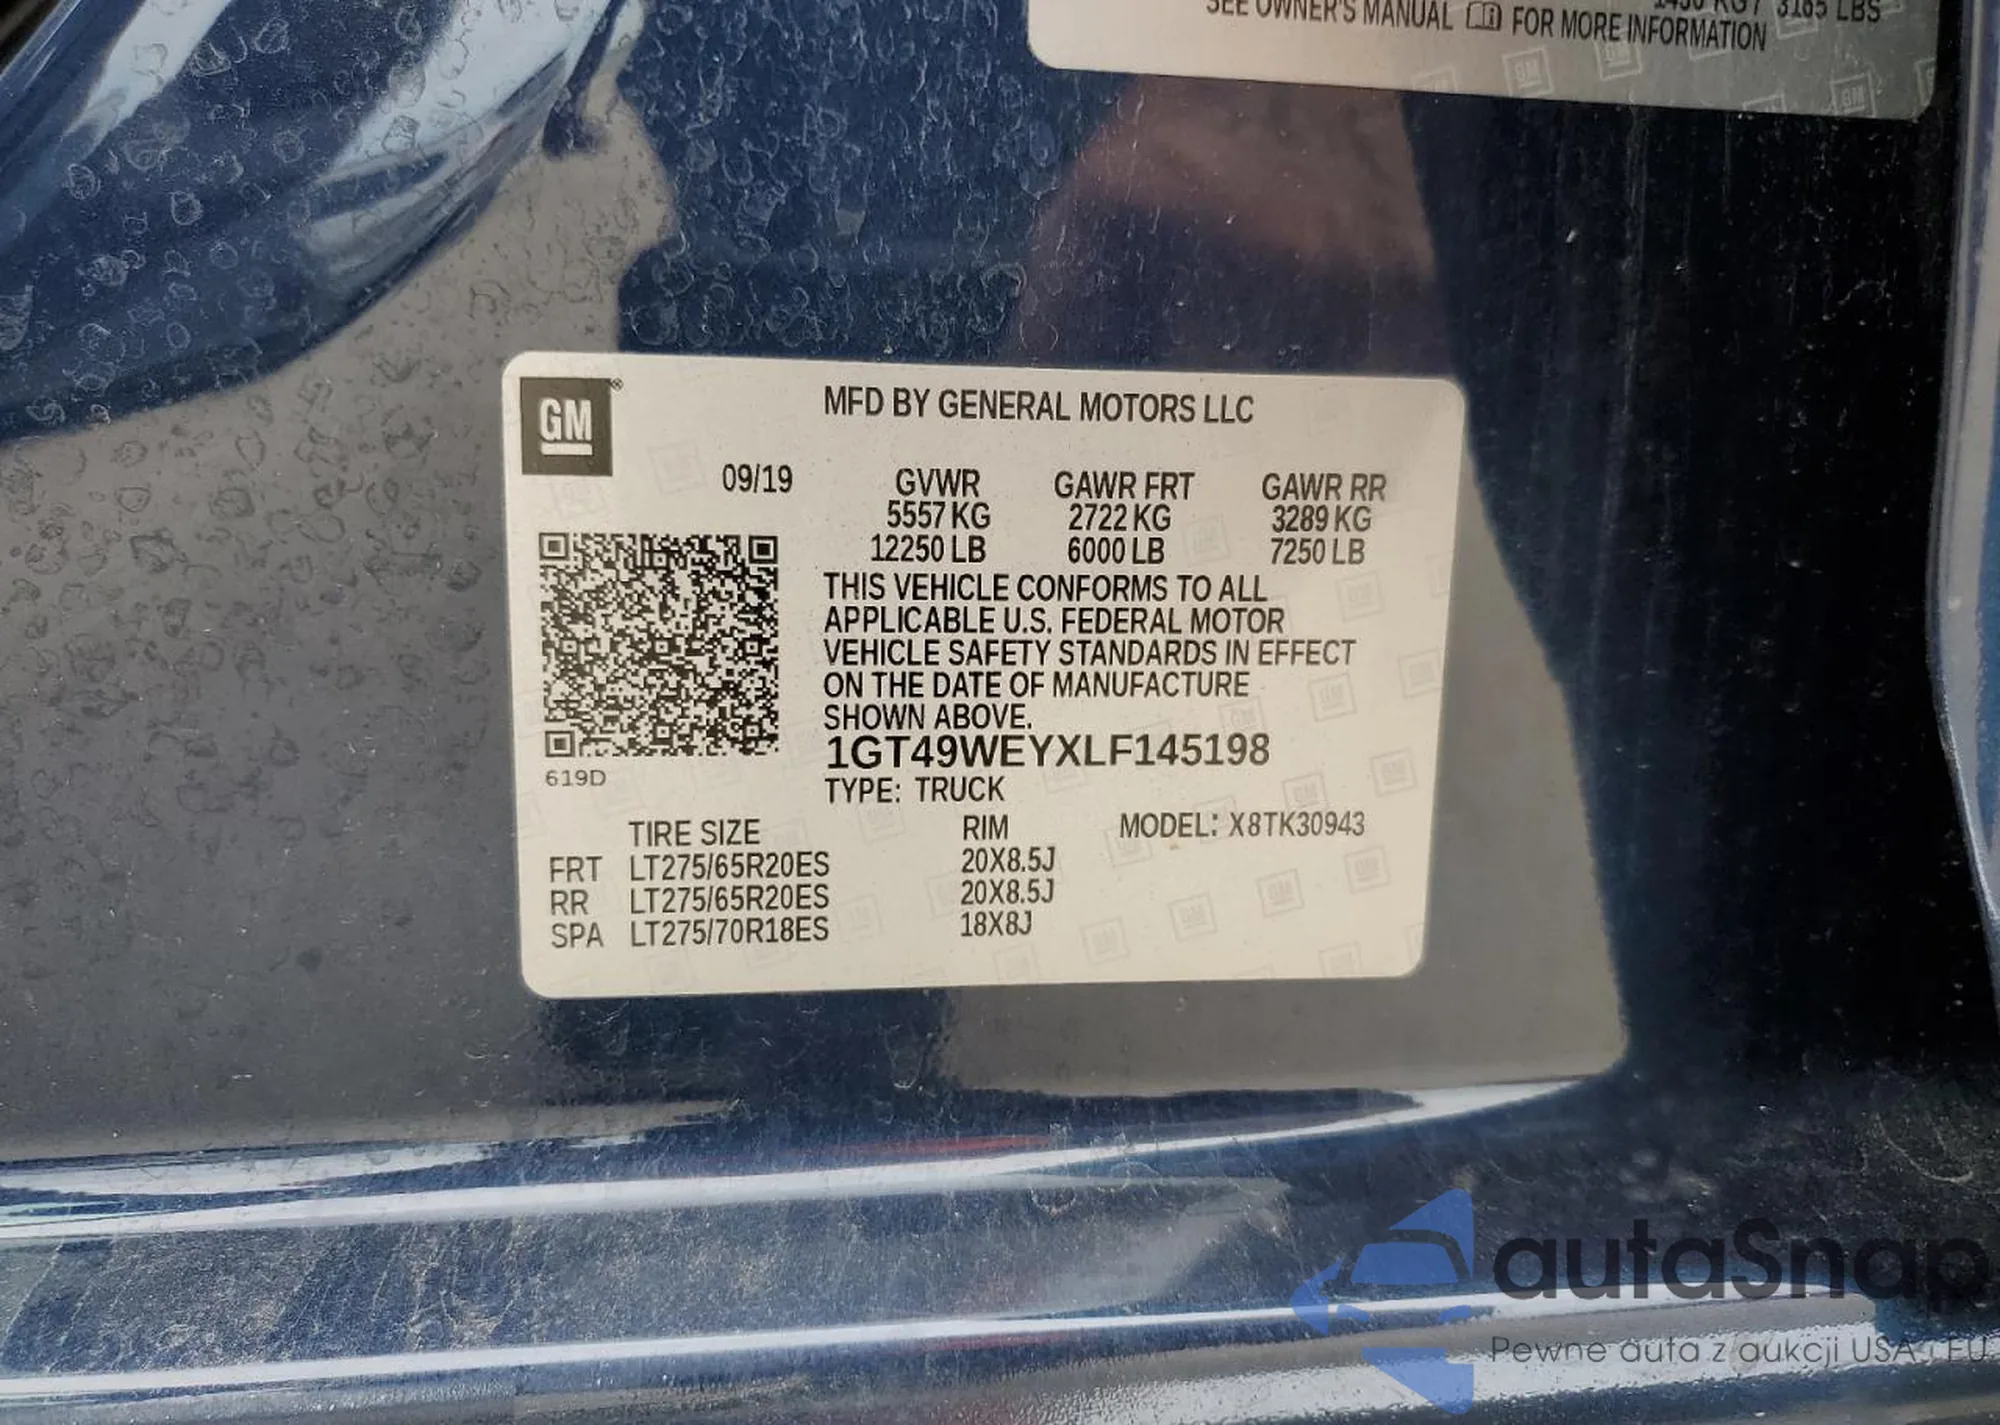 1450 KG / 3165 LBS
SEE OWNER'S MANUAL FOR MORE INFORMATION
GM®
MFD BY GENERAL MOTORS LLC
09/19 GVWR GAWR FRT GAWR RR
5557 KG 2722 KG 3289 KG
12250 LB 6000 LB 7250 LB
THIS VEHICLE CONFORMS TO ALL
APPLICABLE U.S. FEDERAL MOTOR
VEHICLE SAFETY STANDARDS IN EFFECT
ON THE DATE OF MANUFACTURE
SHOWN ABOVE.
1GT49WEYXLF145198
619D
TYPE: TRUCK
TIRE SIZE RIM MODEL: X8TK30943
FRT LT275/65R20ES 20X8.5J
RR LT275/65R20ES 20X8.5J
SPA LT275/70R18ES 18X8J
autaSnap
Pewne auta z aukcji USA i EU